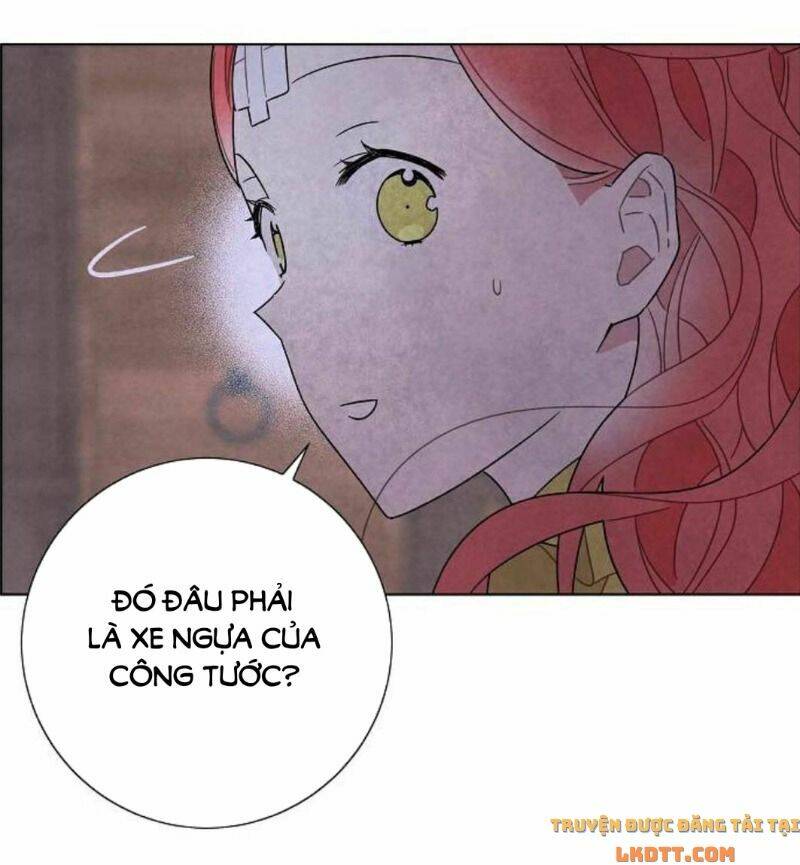 ĐÓ ĐÂU PHẢI
LÀ XE NGỰA CỦA
CÔNG TƯỚC?
TRUYỆN ĐƯỢC ĐĂNG TẢI TẠI
LKDTT.COM